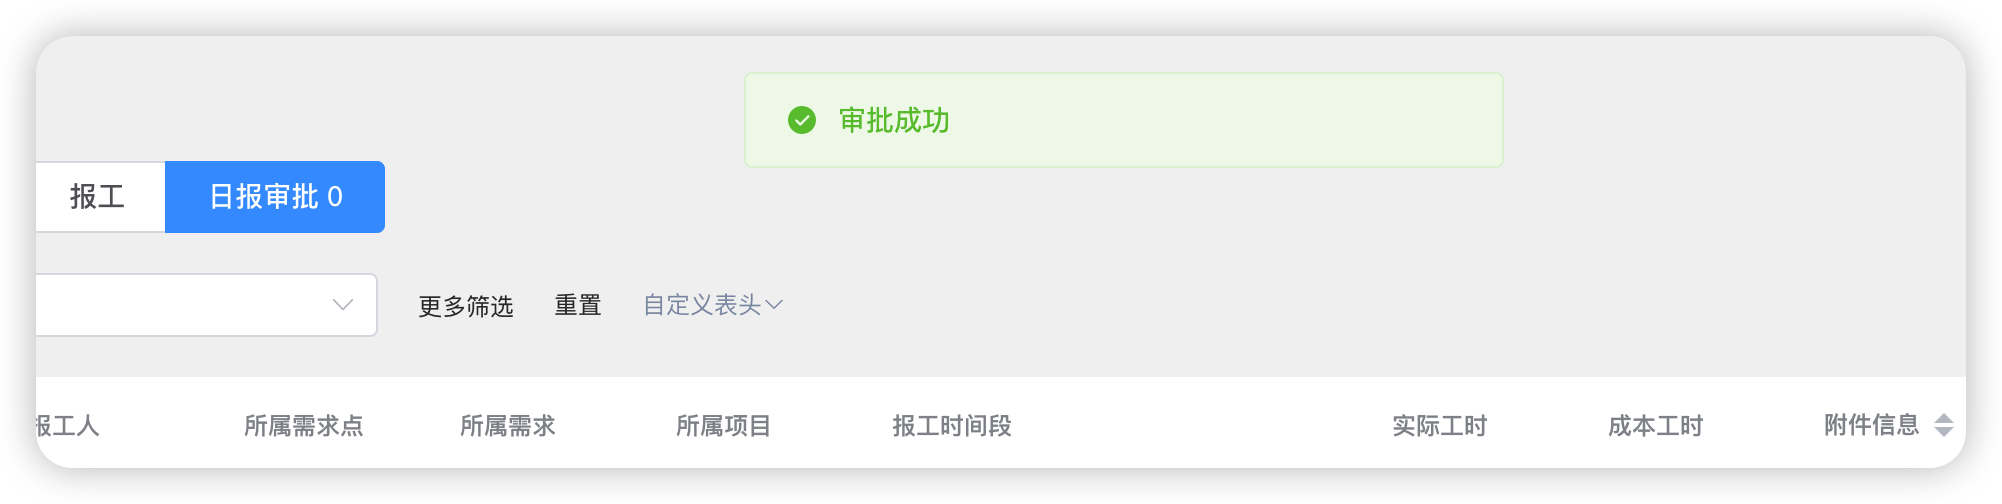 审批成功
报工 日报审批 0
更多筛选 重置 自定义表头
报工人 所属需求点 所属需求 所属项目 报工时间段 实际工时 成本工时 附件信息